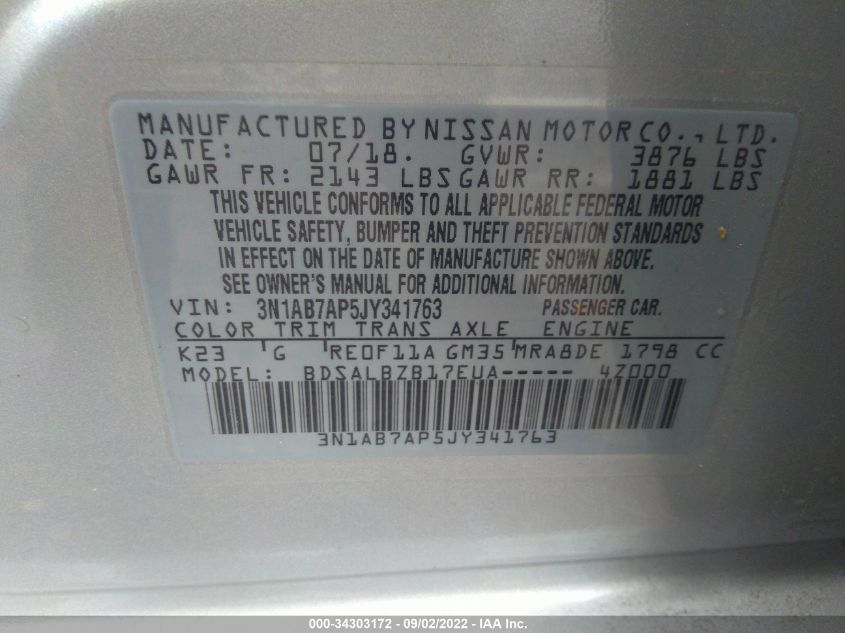 MANUFACTURED BY NISSAN MOTOR CO., LTD.
DATE: 07/18. GVWR: 3876 LBS
GAWR FR: 2143 LBS GAWR RR: 1881 LBS
THIS VEHICLE CONFORMS TO ALL APPLICABLE FEDERAL MOTOR
VEHICLE SAFETY, BUMPER AND THEFT PREVENTION STANDARDS
IN EFFECT ON THE DATE OF MANUFACTURE SHOWN ABOVE.
SEE OWNER'S MANUAL FOR ADDITIONAL INFORMATION.
VIN: 3N1AB7AP5JY341763 PASSENGER CAR.
COLOR TRIM TRANS AXLE ENGINE
K23 'G 'RE0F11A GM35 'MRA8DE 1798 CC
MODEL: BDSALBZB17EUA----- 4Z000
3N1AB7AP5JY341763
000-34303172 - 09/02/2022 - IAA Inc.